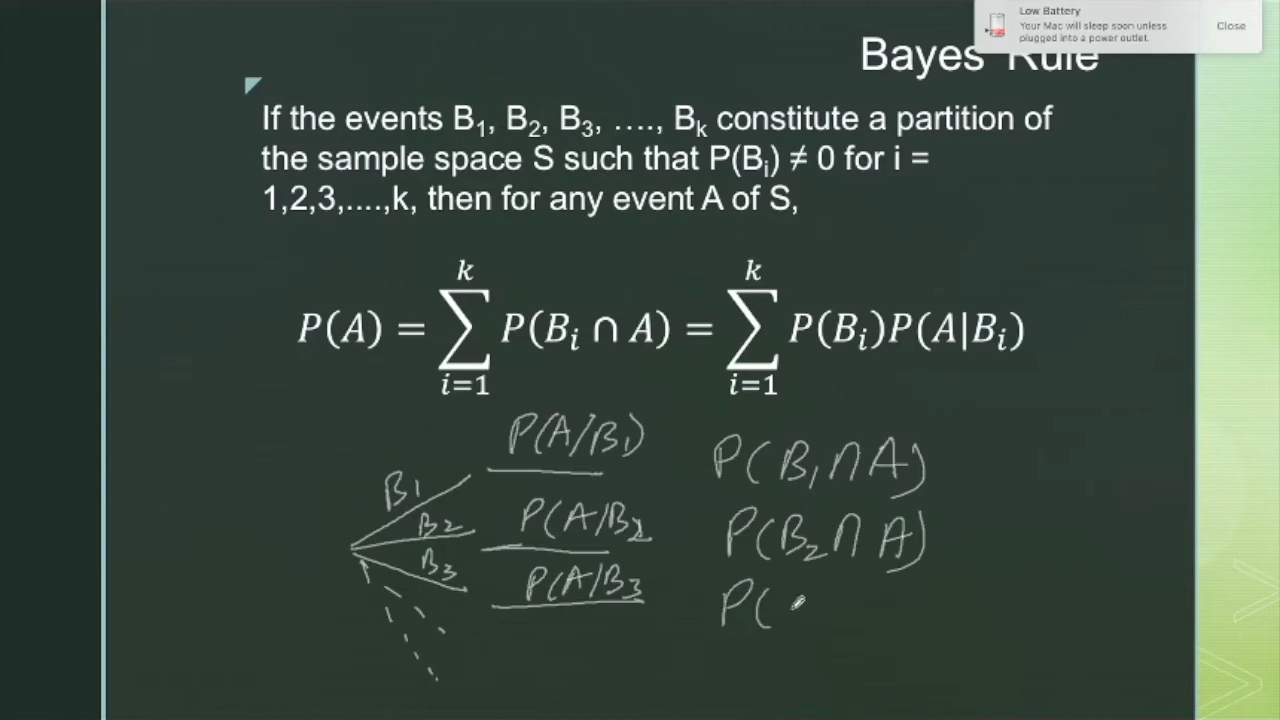 Low Battery
Your Mac will sleep soon unless
plugged into a power outlet.
Close
Bayes' Rule
If the events B₁, B₂, B₃, …., Bₖ constitute a partition of
the sample space S such that P(Bᵢ) ≠ 0 for i =
1,2,3,....,k, then for any event A of S,
P(A) = ∑ᵢ₌₁ᵏ P(Bᵢ ∩ A) = ∑ᵢ₌₁ᵏ P(Bᵢ)P(A|Bᵢ)
B1 P(A/B₁) P(B₁∩A)
B2 P(A/B₂ P(B₂∩A)
B3 P(A/B3 P(